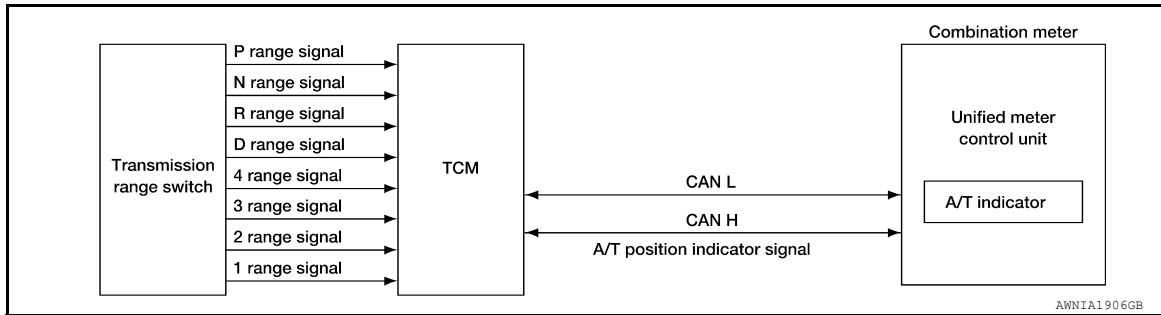 Combination meter
P range signal
N range signal
R range signal
D range signal
4 range signal
3 range signal
2 range signal
1 range signal
Transmission
range switch
TCM
CAN L
CAN H
A/T position indicator signal
Unified meter
control unit
A/T indicator
AWNIA1906GB